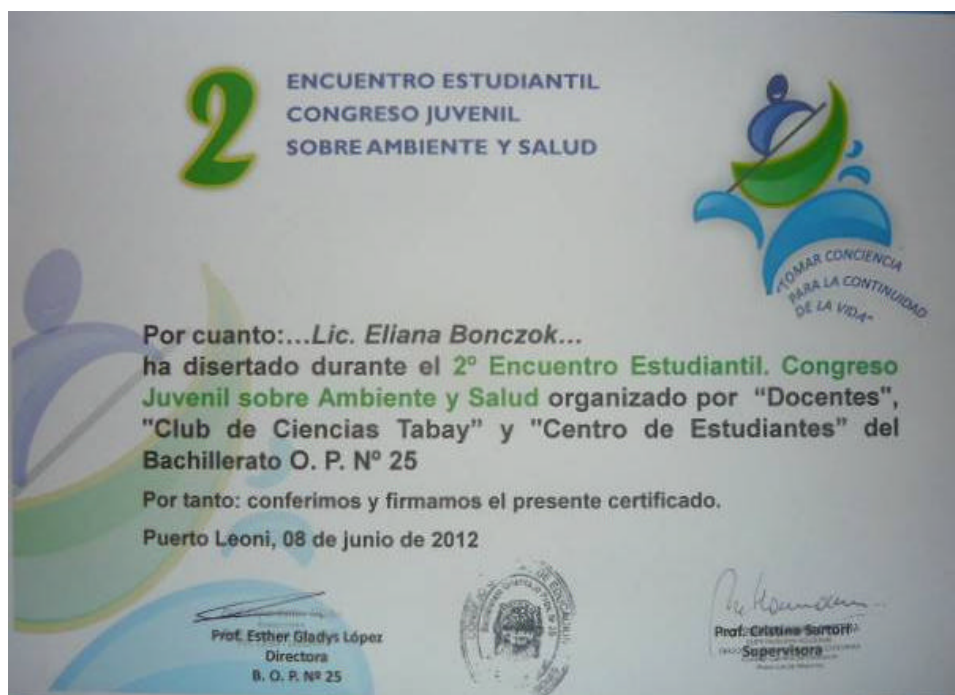 2
ENCUENTRO ESTUDIANTIL
CONGRESO JUVENIL
SOBRE AMBIENTE Y SALUD
"TOMAR CONCIENCIA
PARA LA CONTINUIDAD
DE LA VIDA"
Por cuanto:...Lic. Eliana Bonczok...
ha disertado durante el 2º Encuentro Estudiantil. Congreso
Juvenil sobre Ambiente y Salud organizado por "Docentes",
"Club de Ciencias Tabay" y "Centro de Estudiantes" del
Bachillerato O. P. Nº 25
Por tanto: conferimos y firmamos el presente certificado.
Puerto Leoni, 08 de junio de 2012
Prof. Esther Gladys López
Directora
B. O. P. Nº 25
Prof. Cristina Sartori
Supervisora